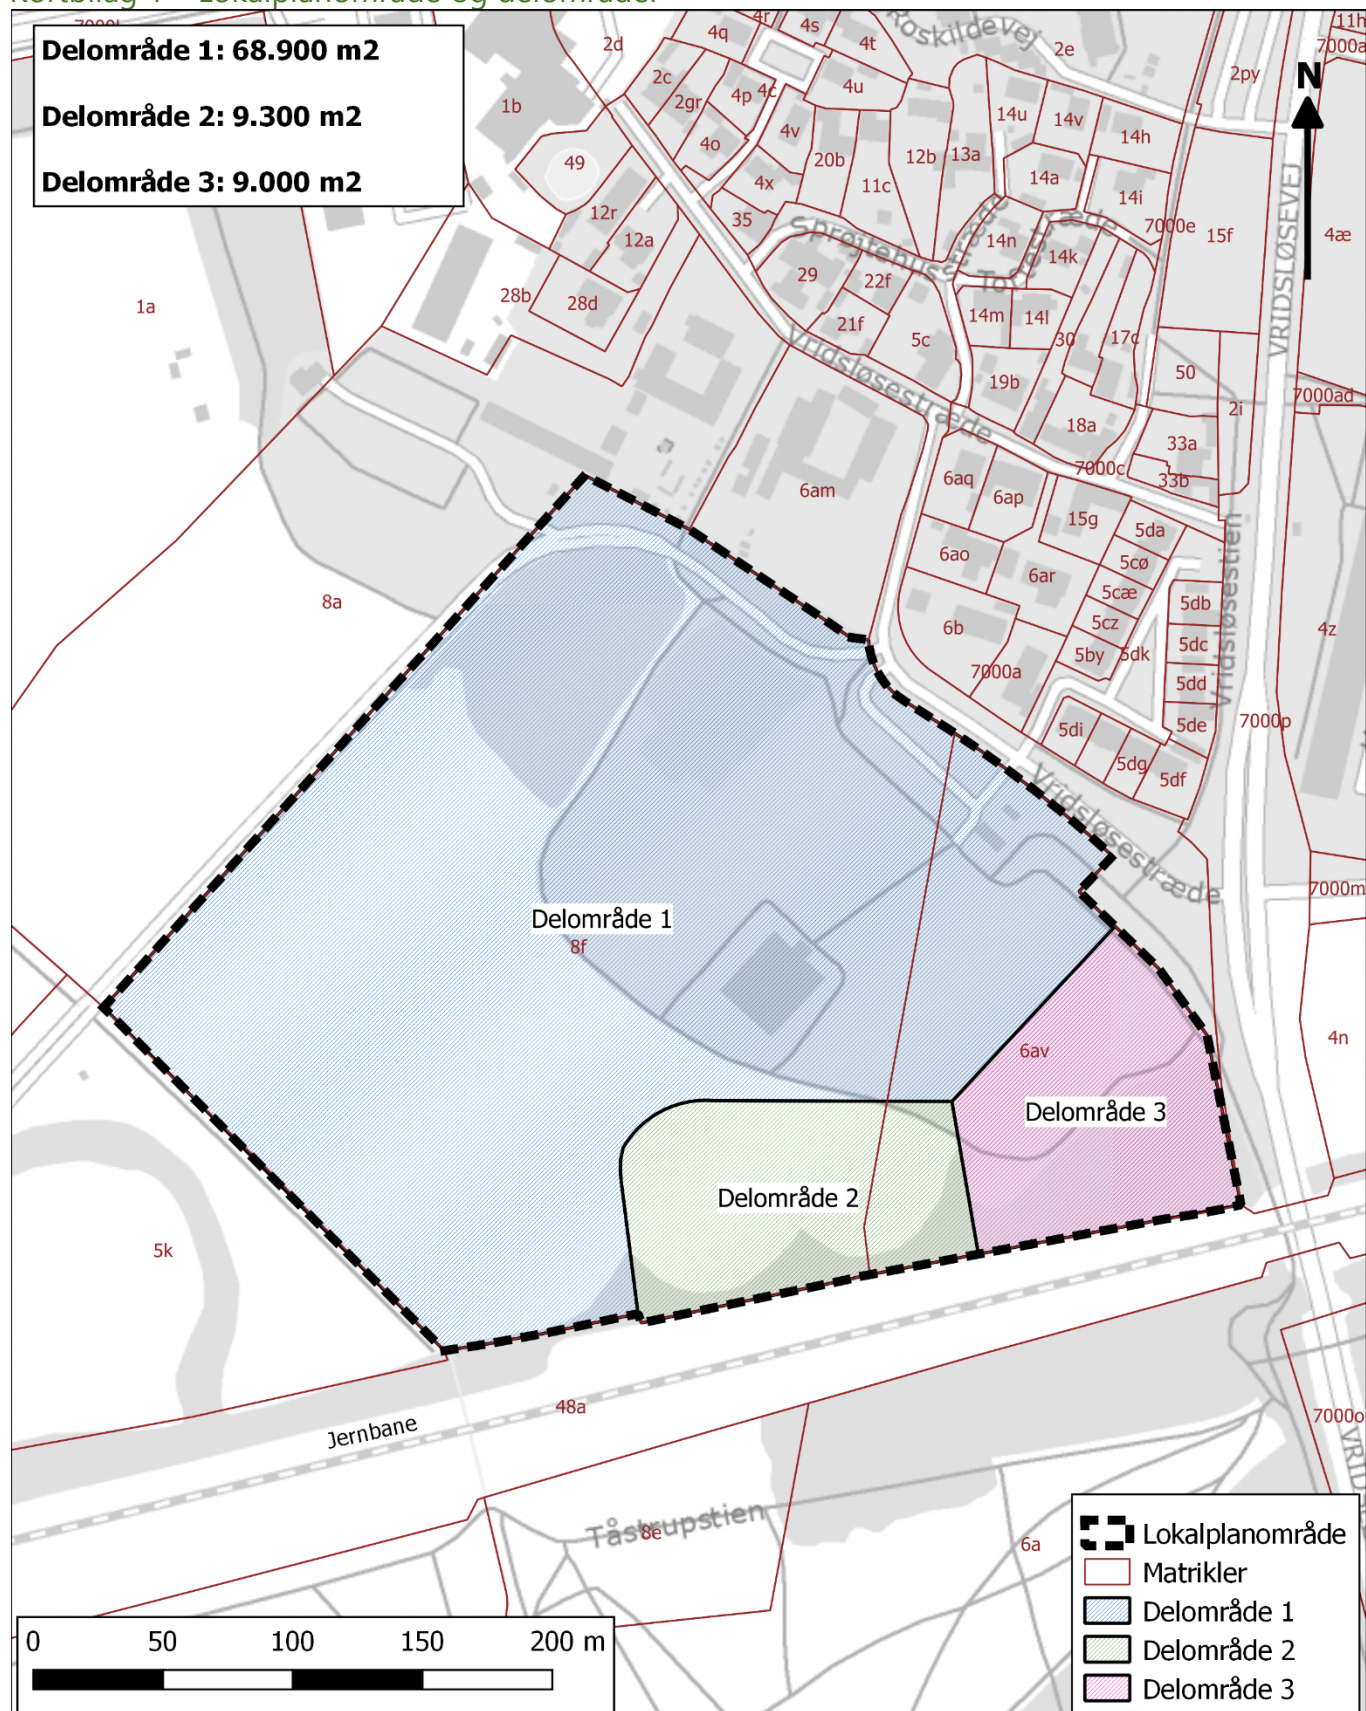 Delområde 1: 68.900 m2
Delområde 2: 9.300 m2
Delområde 3: 9.000 m2
N
Roskildevej
VRIDSLØSEVEJ
Sprøjtehusstræde
Toftestræde
Vridsløsestræde
Vridsløsestien
Vridsløsestræde
2d
4q
4r
4s
4t
2e
2py
11h
7000a
1b
2c
2gr
4p
4c
4u
14u
14v
14h
49
4o
4v
20b
12b
13a
14a
14i
4x
11c
12r
35
12a
7000e
15f
4æ
14n
14k
28b
28d
29
22f
1a
14m
14l
21f
5c
30
17c
50
19b
7000ad
2i
18a
33a
7000c
33b
6am
6aq
6ap
15g
5da
6ao
6ar
5cø
5cæ
5db
8a
6b
5cz
5dc
4z
5by
5dk
7000a
5dd
7000p
5de
5di
5dg
5df
7000m
Delområde 1
8f
6av
4n
Delområde 3
Delområde 2
5k
48a
Jernbane
7000o
Tåstrupstien
8e
6a
0 50 100 150 200 m
Lokalplanområde
Matrikler
Delområde 1
Delområde 2
Delområde 3